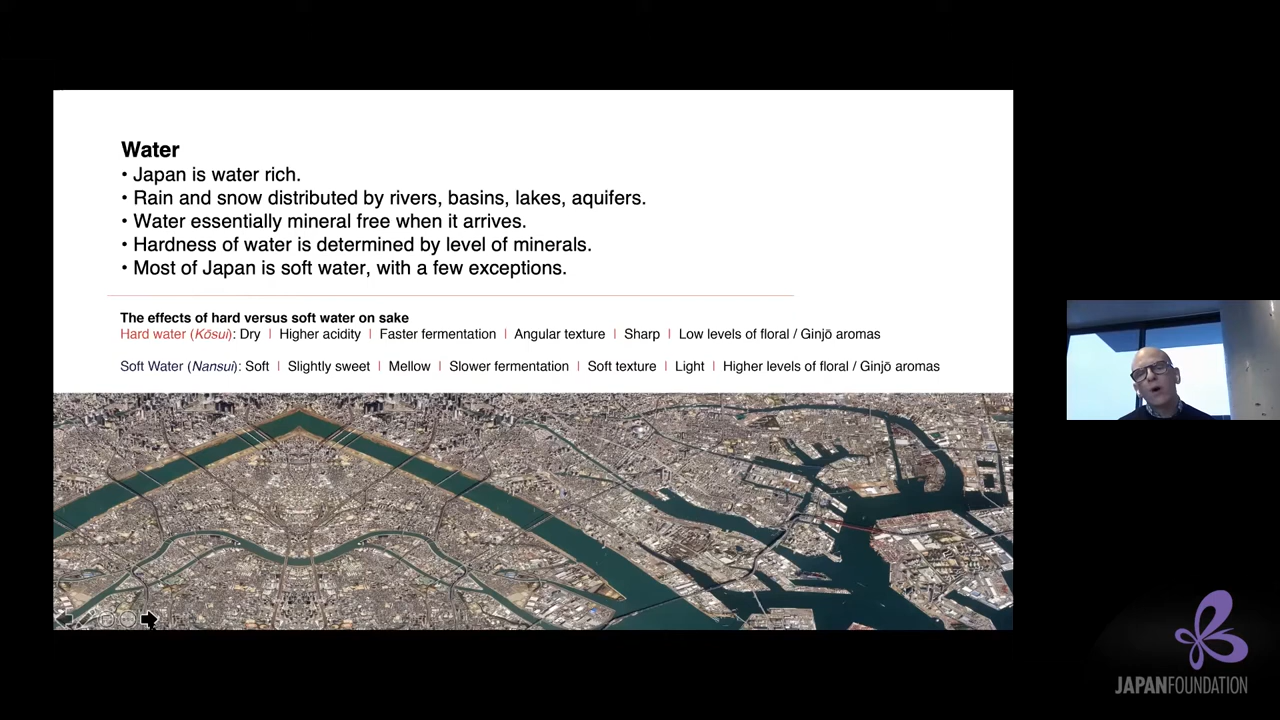 Water
• Japan is water rich.
• Rain and snow distributed by rivers, basins, lakes, aquifers.
• Water essentially mineral free when it arrives.
• Hardness of water is determined by level of minerals.
• Most of Japan is soft water, with a few exceptions.
The effects of hard versus soft water on sake
Hard water (Kōsui): Dry | Higher acidity | Faster fermentation | Angular texture | Sharp | Low levels of floral / Ginjō aromas
Soft Water (Nansui): Soft | Slightly sweet | Mellow | Slower fermentation | Soft texture | Light | Higher levels of floral / Ginjō aromas
JAPANFOUNDATION